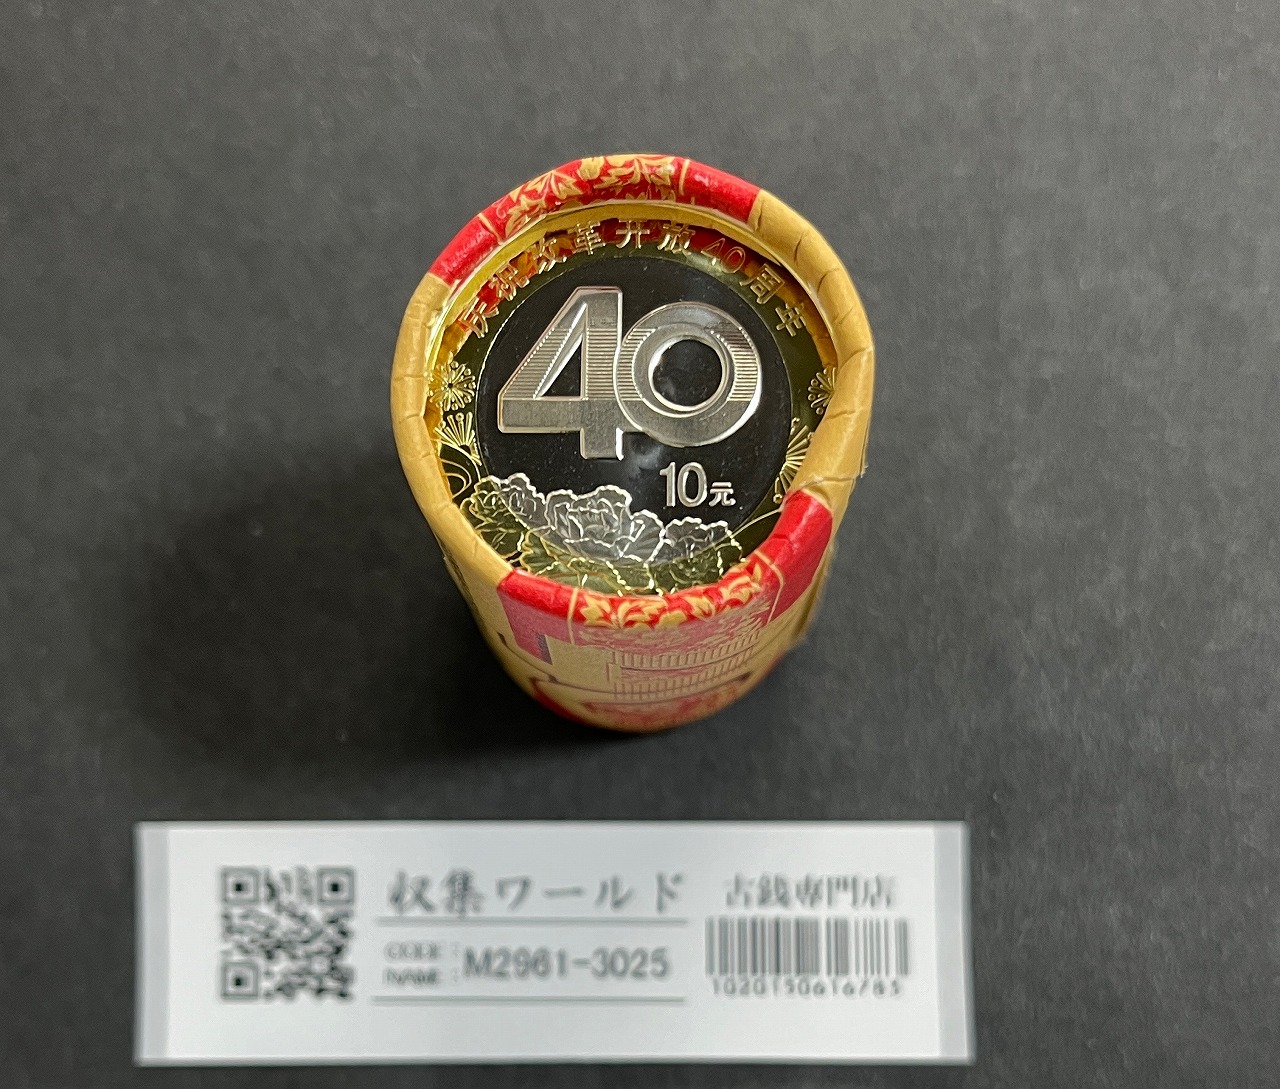 庆祝改革开放40周年
40
10元
収集ワールド
古銭専門店
CODE :
NAME :
M2961-3025